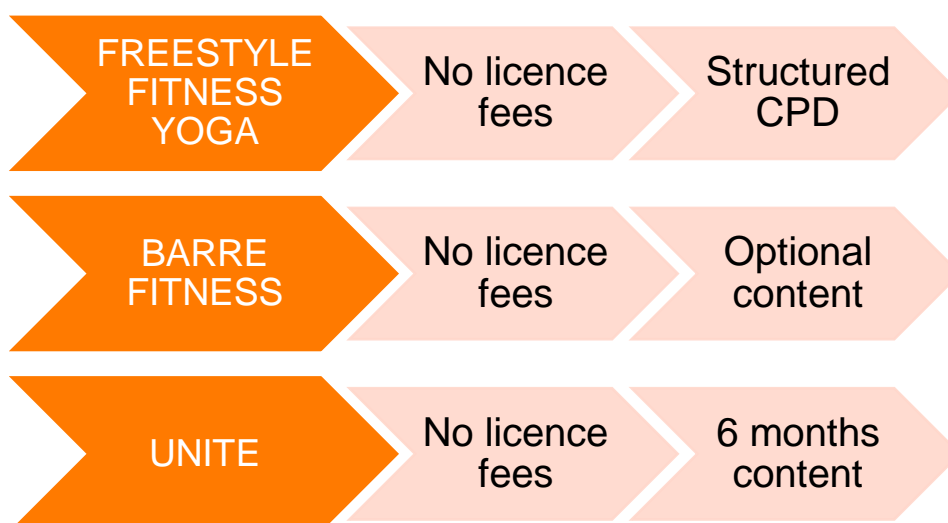 FREESTYLE
FITNESS
YOGA
No licence
fees
Structured
CPD
BARRE
FITNESS
No licence
fees
Optional
content
UNITE
No licence
fees
6 months
content